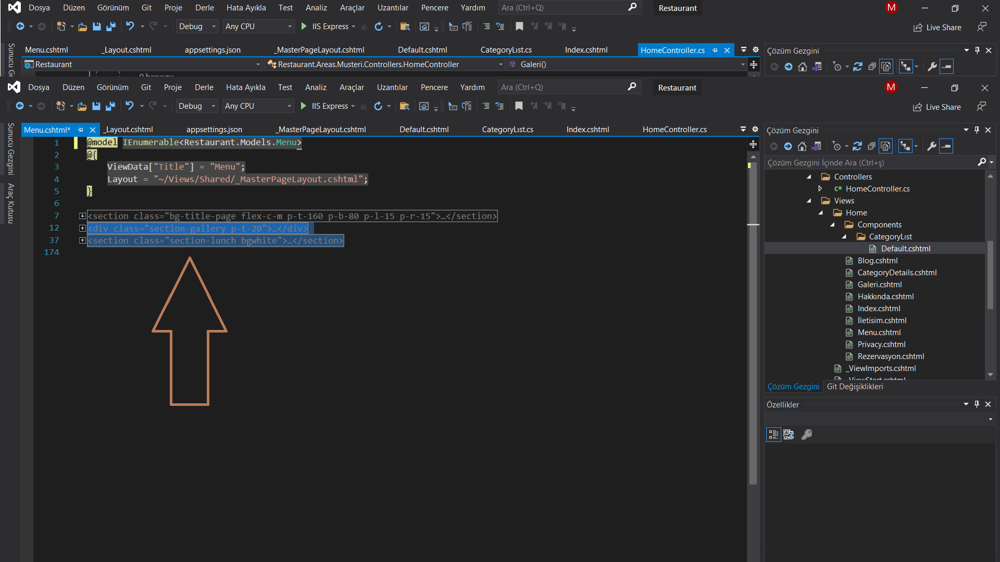 Dosya Düzen Görünüm Git Proje Derle Hata Ayıkla Test Analiz Araçlar Uzantılar Pencere Yardım Ara (Ctrl+Q) Restaurant M
Debug Any CPU IIS Express Live Share
Menu.cshtml _Layout.cshtml appsettings.json _MasterPageLayout.cshtml Default.cshtml CategoryList.cs Index.cshtml HomeController.cs Çözüm Gezgini
Restaurant Restaurant.Areas.Musteri.Controllers.HomeController Galeri()
Dosya Düzen Görünüm Git Proje Derle Hata Ayıkla Test Analiz Araçlar Uzantılar Pencere Yardım Ara (Ctrl+Q) Restaurant M
Debug Any CPU IIS Express Live Share
Menu.cshtml* _Layout.cshtml appsettings.json _MasterPageLayout.cshtml Default.cshtml CategoryLıst.cs Index.cshtml HomeController.cs
Sunucu Gezgini
Araç Kutusu
1 @model IEnumerable<Restaurant.Models.Menu>
2 @{
3 ViewData["Title"] = "Menu";
4 Layout = "~/Views/Shared/_MasterPageLayout.cshtml";
5 }
6
7 <section class="bg-title-page flex-c-m p-t-160 p-b-80 p-l-15 p-r-15">…</section>
12 <div class="section-gallery p-t-20">…</div>
37 <section class="section-lunch bgwhite">…</section>
174
Çözüm Gezgini
Çözüm Gezgini İçinde Ara (Ctrl+ş)
Controllers
C# HomeController.cs
Views
Home
Components
CategoryLıst
Default.cshtml
Blog.cshtml
CategoryDetails.cshtml
Galeri.cshtml
Hakkında.cshtml
Index.cshtml
İletisim.cshtml
Menu.cshtml
Privacy.cshtml
Rezervasyon.cshtml
_ViewImports.cshtml
Çözüm Gezgini Git Değişiklikleri
Özellikler